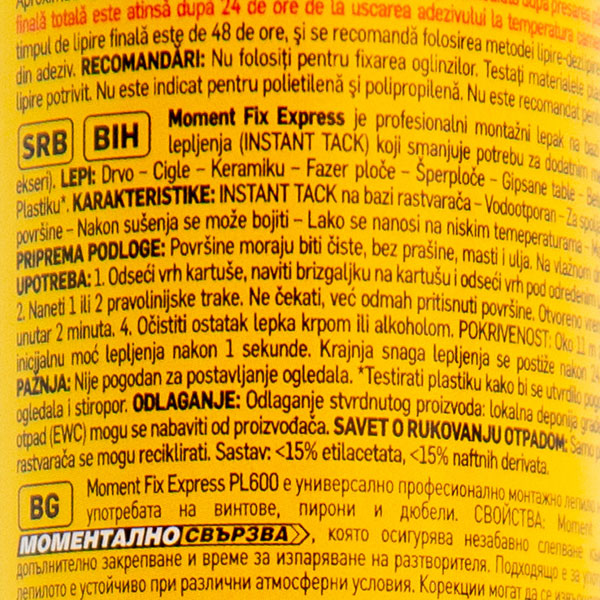 finală totală este atinsă după 24 de ore de la uscarea adezivului la temperatura
timpul de lipire finală este de 48 de ore, și se recomandă folosirea metodei
din adeziv. RECOMANDĂRI: Nu folosiți pentru fixarea oglinzilor. Testați materialele
lipire potrivit. Nu este indicat pentru polietilenă și polipropilenă. Nu este recomandat
SRB BIH Moment Fix Express je profesionalni montažni lepak na bazi
lepljenja (INSTANT TACK) koji smanjuje potrebu za dodatnim
ekseri). LEPI: Drvo – Cigle – Keramiku – Fazer ploče – Šperploče – Gipsane table –
Plastiku*. KARAKTERISTIKE: INSTANT TACK na bazi rastvarača – Vodootporan – Za
površine – Nakon sušenja se može bojiti – Lako se nanosi na niskim temeperaturama –
PRIPREMA PODLOGE: Površine moraju biti čiste, bez prašine, masti i ulja. Na vlažnom
UPOTREBA: 1. Odseći vrh kartuše, naviti brizgaljku na kartušu i odseći vrh pod određenim
2. Naneti 1 ili 2 pravolinijske trake. Ne čekati, već odmah pritisnuti površine. Otvoreno
unutar 2 minuta. 4. Očistiti ostatak lepka krpom ili alkoholom. POKRIVENOST: Oko 11 m
inicijalnu moć lepljenja nakon 1 sekunde. Krajnja snaga lepljenja se postiže nakon
PAŽNJA: Nije pogodan za postavljanje ogledala. *Testirati plastiku kako bi se utvrdilo
ogledala i stiropor. ODLAGANJE: Odlaganje stvrdnutog proizvoda: lokalna deponija
otpad (EWC) mogu se nabaviti od proizvođača. SAVET O RUKOVANJU OTPADOM: Samo
rastvarača se mogu reciklirati. Sastav: <15% etilacetata, <15% naftnih derivata.
BG Moment Fix Express PL600 е универсално професионално монтажно лепило
употребата на винтове, пирони и дюбели. СВОЙСТВА: Moment
МОМЕНТАЛНО СВЪРЗВА, която осигурява незабавно слепване
допълнително закрепване и време за изпаряване на разтворителя. Подходящо е за
лепилото е устойчиво при различни атмосферни условия. Корекции могат да се